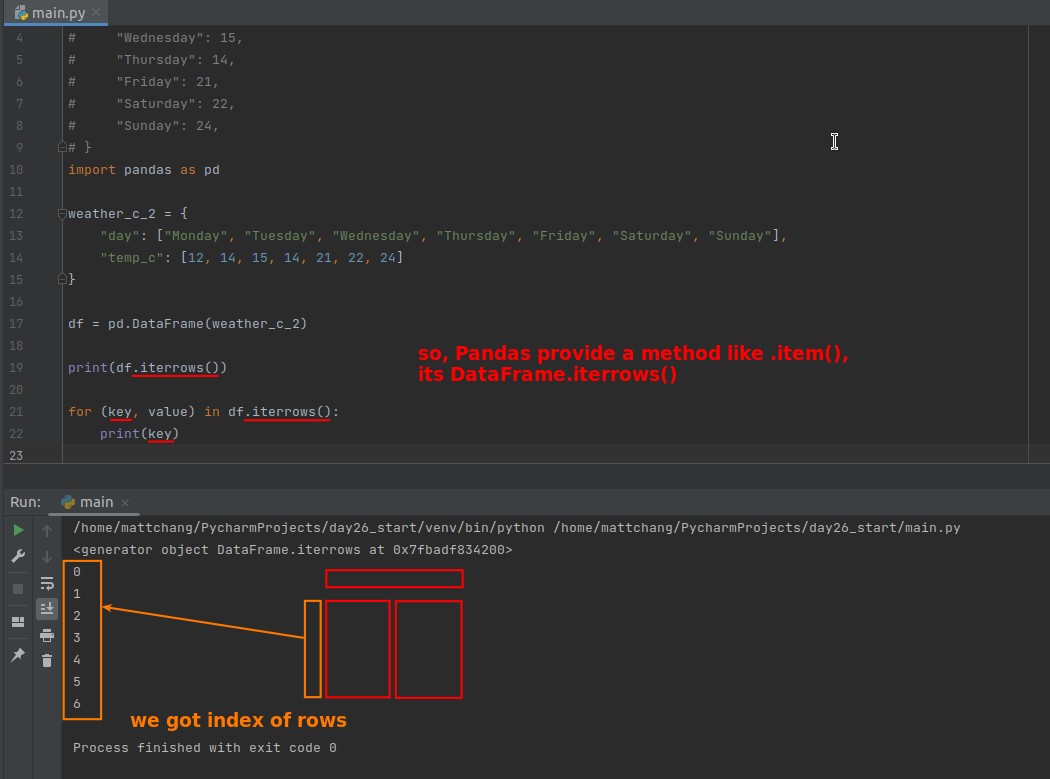 main.py
4 #     "Wednesday": 15,
5 #     "Thursday": 14,
6 #     "Friday": 21,
7 #     "Saturday": 22,
8 #     "Sunday": 24,
9 # }
10 import pandas as pd
11
12 weather_c_2 = {
13     "day": ["Monday", "Tuesday", "Wednesday", "Thursday", "Friday", "Saturday", "Sunday"],
14     "temp_c": [12, 14, 15, 14, 21, 22, 24]
15 }
16
17 df = pd.DataFrame(weather_c_2)
18
so, Pandas provide a method like .item(),
19 print(df.iterrows())
its DataFrame.iterrows()
20
21 for (key, value) in df.iterrows():
22     print(key)
23
Run: main
/home/mattchang/PycharmProjects/day26_start/venv/bin/python /home/mattchang/PycharmProjects/day26_start/main.py
<generator object DataFrame.iterrows at 0x7fbadf834200>
0
1
2
3
4
5
6
we got index of rows
Process finished with exit code 0